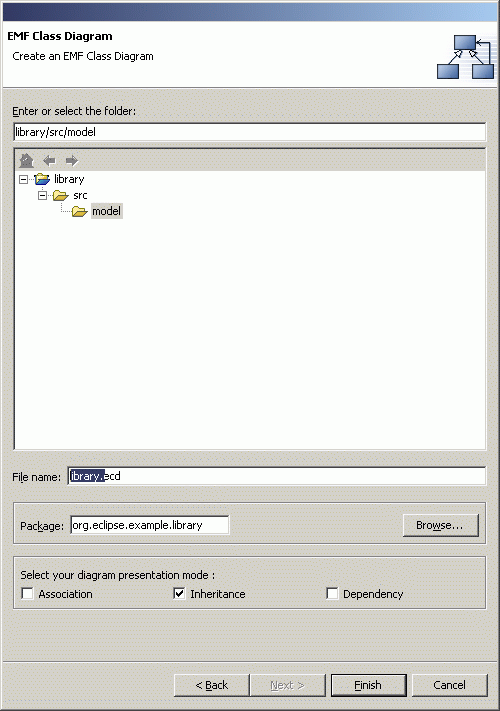 EMF Class Diagram
Create an EMF Class Diagram
Enter or select the folder:
library/src/model
library
src
model
File name: ibrary.ecd
Package: org.eclipse.example.library Browse...
Select your diagram presentation mode :
Association Inheritance Dependency
< Back Next > Finish Cancel